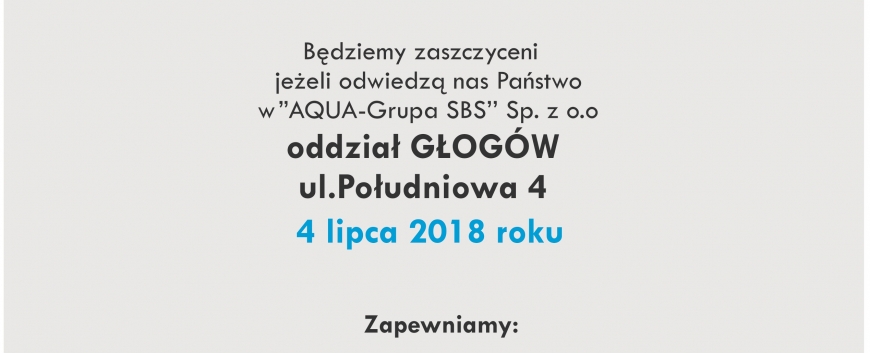 Będziemy zaszczyceni
jeżeli odwiedzą nas Państwo
w ”AQUA-Grupa SBS” Sp. z o.o
oddział GŁOGÓW
ul.Południowa 4
4 lipca 2018 roku
Zapewniamy: